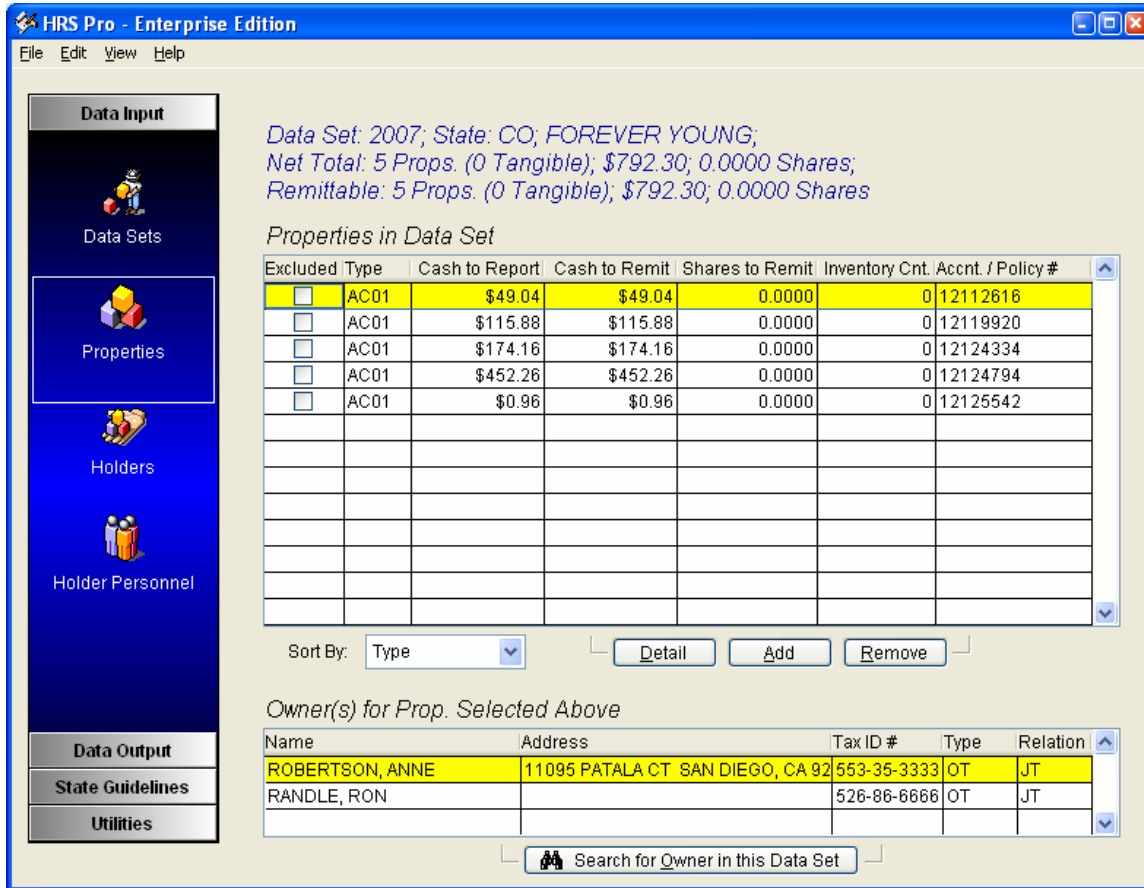 HRS Pro - Enterprise Edition
File Edit View Help
Data Input
Data Sets
Properties
Holders
Holder Personnel
Data Output
State Guidelines
Utilities
Data Set: 2007; State: CO; FOREVER YOUNG;
Net Total: 5 Props. (0 Tangible); $792.30; 0.0000 Shares;
Remittable: 5 Props. (0 Tangible); $792.30; 0.0000 Shares
Properties in Data Set
Excluded Type Cash to Report Cash to Remit Shares to Remit Inventory Cnt. Accnt. / Policy #
AC01 $49.04 $49.04 0.0000 0 12112616
AC01 $115.88 $115.88 0.0000 0 12119920
AC01 $174.16 $174.16 0.0000 0 12124334
AC01 $452.26 $452.26 0.0000 0 12124794
AC01 $0.96 $0.96 0.0000 0 12125542
Sort By: Type Detail Add Remove
Owner(s) for Prop. Selected Above
Name Address Tax ID # Type Relation
ROBERTSON, ANNE 11095 PATALA CT SAN DIEGO, CA 92 553-35-3333 OT JT
RANDLE, RON 526-86-6666 OT JT
Search for Owner in this Data Set